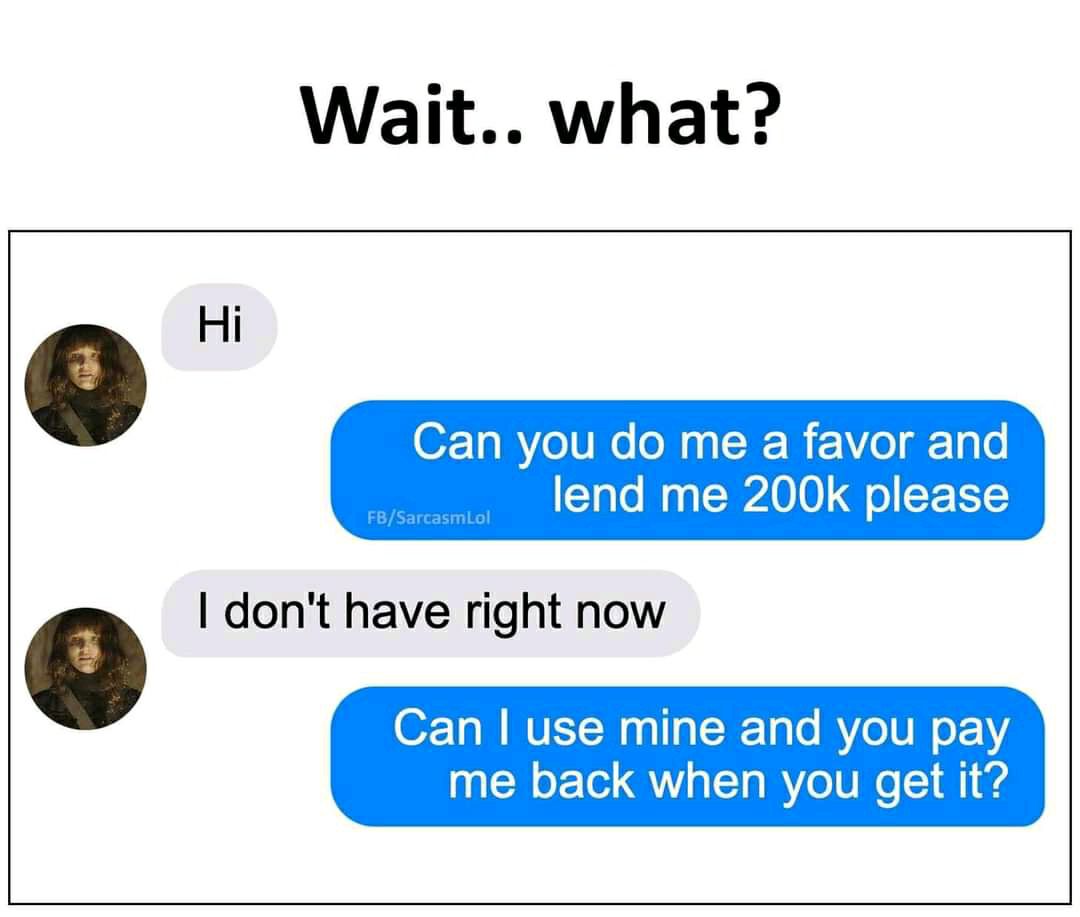 Wait.. what?
Hi
Can you do me a favor and
lend me 200k please
FB/SarcasmLol
I don't have right now
Can I use mine and you pay
me back when you get it?